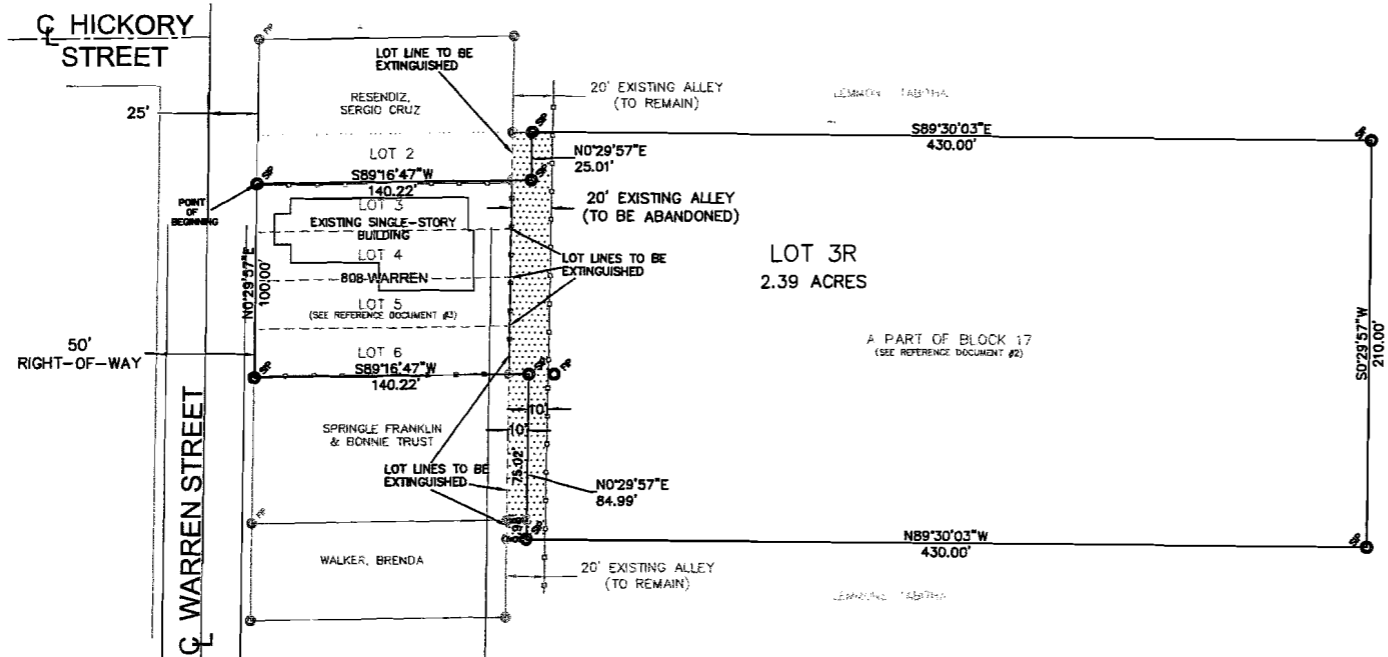 ℄ HICKORY
STREET
25'
LOT LINE TO BE
EXTINGUISHED
RESENDIZ,
SERGIO CRUZ
20' EXISTING ALLEY
(TO REMAIN)
S89°30'03"E
430.00'
N0°29'57"E
25.01'
LOT 2
S89°16'47"W
140.22'
POINT
OF
BEGINNING
LOT 3
EXISTING SINGLE-STORY
BUILDING
20' EXISTING ALLEY
(TO BE ABANDONED)
LOT 4
808 WARREN
LOT LINES TO BE
EXTINGUISHED
LOT 3R
2.39 ACRES
N0°29'57"E
100.00'
LOT 5
(SEE REFERENCE DOCUMENT #3)
A PART OF BLOCK 17
(SEE REFERENCE DOCUMENT #2)
S0°29'57"W
210.00'
50'
RIGHT-OF-WAY
LOT 6
S89°16'47"W
140.22'
10'
10'
SPRINGLE FRANKLIN
& BONNIE TRUST
75.02'
LOT LINES TO BE
EXTINGUISHED
N0°29'57"E
84.99'
N89°30'03"W
430.00'
WALKER, BRENDA
20' EXISTING ALLEY
(TO REMAIN)
℄ WARREN STREET
SIP
SIP
SIP
SIP
SIP
SIP